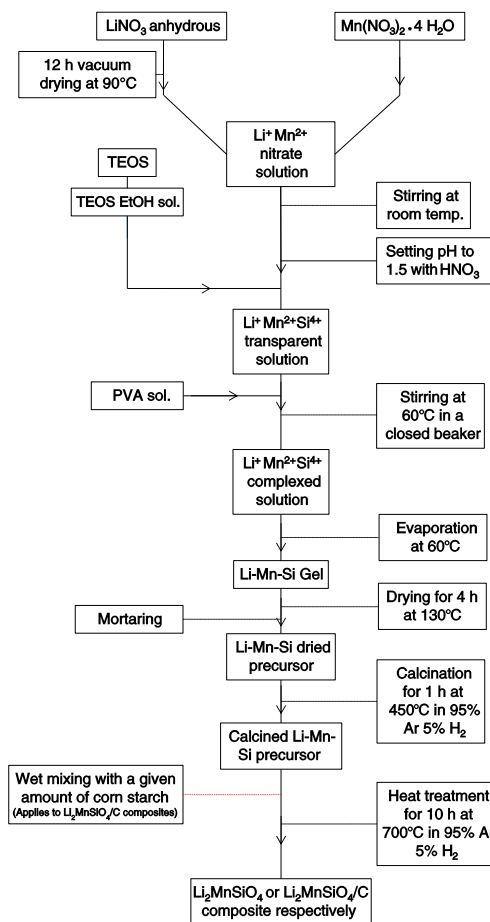 LiNO₃ anhydrous
Mn(NO₃)₂•4 H₂O
12 h vacuum
drying at 90°C
Li⁺ Mn²⁺
nitrate
solution
TEOS
TEOS EtOH sol.
Stirring at
room temp.
Setting pH to
1.5 with HNO₃
Li⁺ Mn²⁺Si⁴⁺
transparent
solution
PVA sol.
Stirring at
60°C in a
closed beaker
Li⁺ Mn²⁺Si⁴⁺
complexed
solution
Evaporation
at 60°C
Li-Mn-Si Gel
Drying for 4 h
at 130°C
Mortaring
Li-Mn-Si dried
precursor
Calcination
for 1 h at
450°C in 95%
Ar 5% H₂
Calcined Li-Mn-
Si precursor
Wet mixing with a given
amount of corn starch
(Applies to Li₂MnSiO₄/C composites)
Heat treatment
for 10 h at
700°C in 95% A
5% H₂
Li₂MnSiO₄ or Li₂MnSiO₄/C
composite respectively